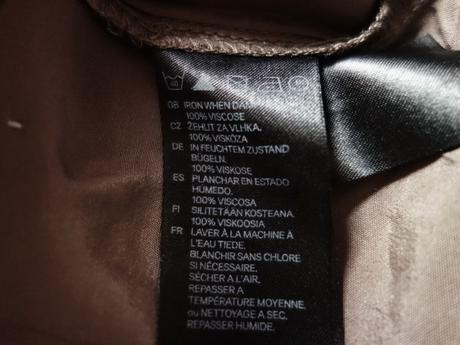 40
GB IRON WHEN DAMP
100% VISCOSE
CZ ŽEHLIT ZA VLHKA.
100% VISKÓZA
DE IN FEUCHTEM ZUSTAND
BÜGELN.
100% VISKOSE
ES PLANCHAR EN ESTADO
HÚMEDO.
100% VISCOSA
FI SILITETÄÄN KOSTEANA.
100% VISKOOSIA
FR LAVER À LA MACHINE À
L'EAU TIEDE.
BLANCHIR SANS CHLORE
SI NÉCESSAIRE.
SÉCHER A L'AIR.
REPASSER A
TEMPÉRATURE MOYENNE.
ou NETTOYAGE A SEC.
REPASSER HUMIDE.